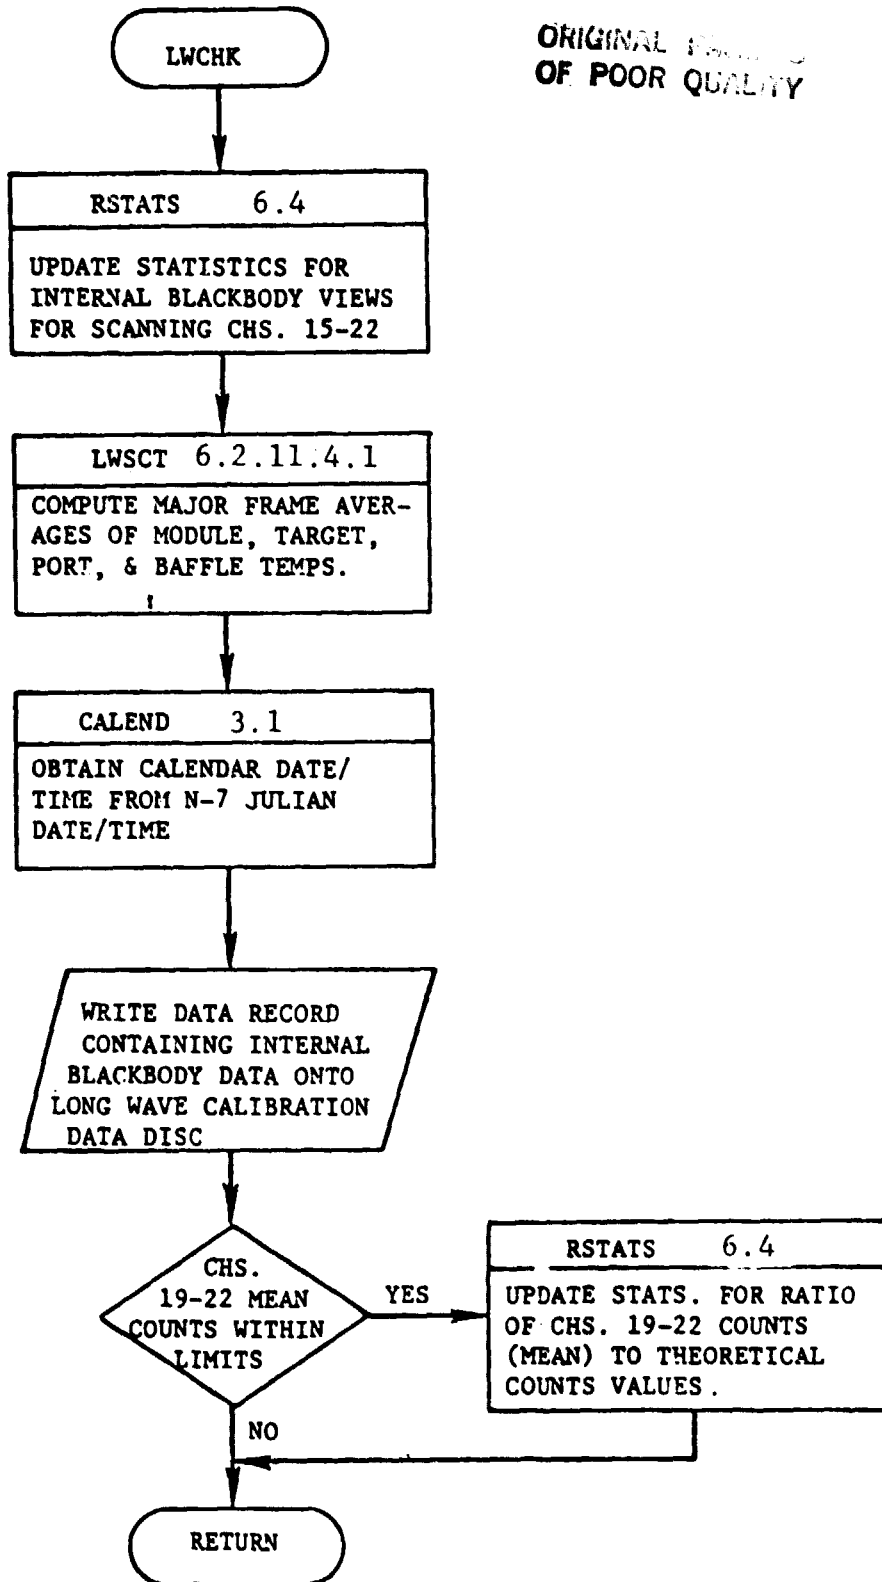 LWCHK
ORIGINAL
OF POOR QUALITY
RSTATS 6.4
UPDATE STATISTICS FOR
INTERNAL BLACKBODY VIEWS
FOR SCANNING CHS. 15-22
LWSCT 6.2.11.4.1
COMPUTE MAJOR FRAME AVER-
AGES OF MODULE, TARGET,
PORT, & BAFFLE TEMPS.
CALEND 3.1
OBTAIN CALENDAR DATE/
TIME FROM N-7 JULIAN
DATE/TIME
WRITE DATA RECORD
CONTAINING INTERNAL
BLACKBODY DATA ONTO
LONG WAVE CALIBRATION
DATA DISC
CHS.
19-22 MEAN
COUNTS WITHIN
LIMITS
YES
RSTATS 6.4
UPDATE STATS. FOR RATIO
OF CHS. 19-22 COUNTS
(MEAN) TO THEORETICAL
COUNTS VALUES.
NO
RETURN